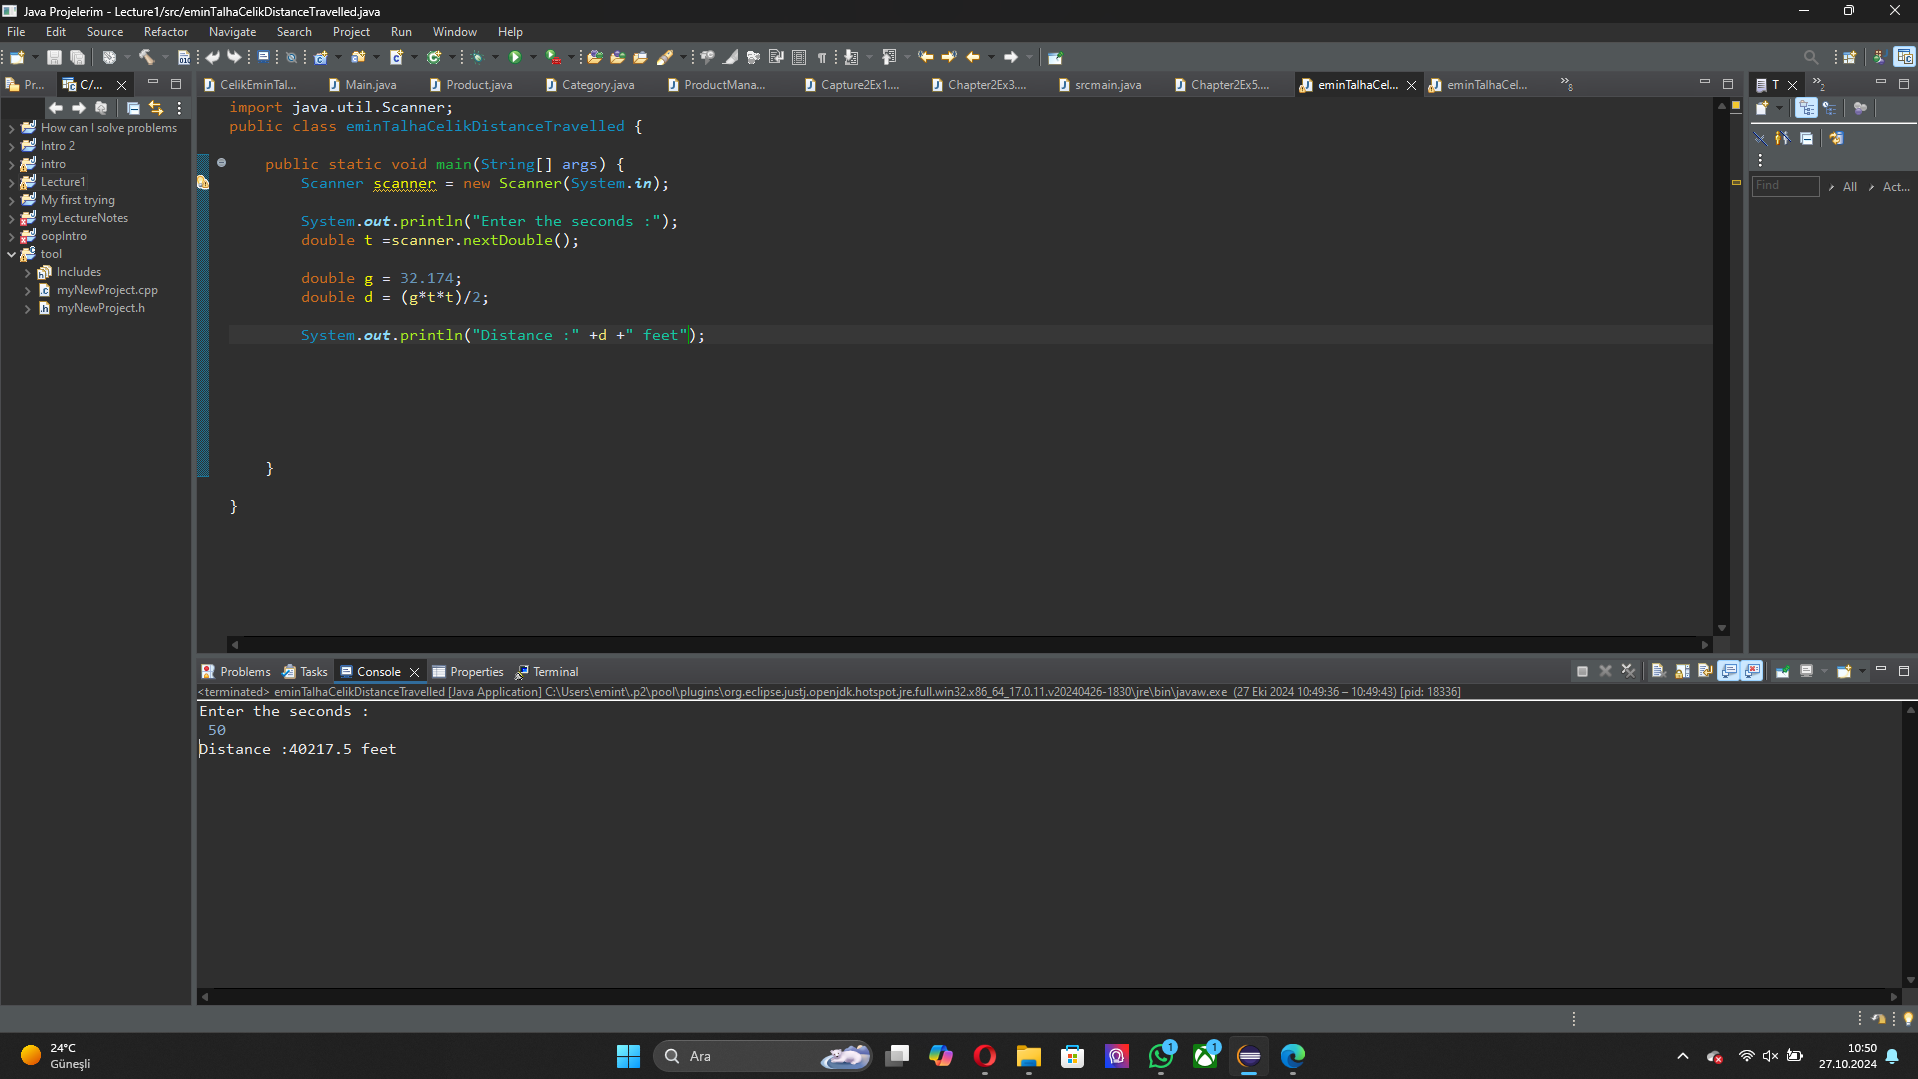 Java Projelerim - Lecture1/src/eminTalhaCelikDistanceTravelled.java
File Edit Source Refactor Navigate Search Project Run Window Help
Pr... C/... CelikEminTal... Main.java Product.java Category.java ProductMana... Capture2Ex1.... Chapter2Ex3.... srcmain.java Chapter2Ex5.... eminTalhaCel... eminTalhaCel... »8 T »2
How can I solve problems
Intro 2
intro
Lecture1
My first trying
myLectureNotes
oopIntro
tool
Includes
myNewProject.cpp
myNewProject.h
import java.util.Scanner;
public class eminTalhaCelikDistanceTravelled {
public static void main(String[] args) {
Scanner scanner = new Scanner(System.in);
System.out.println("Enter the seconds :");
double t =scanner.nextDouble();
double g = 32.174;
double d = (g*t*t)/2;
System.out.println("Distance :" +d +" feet");
}
}
Find All Act...
Problems Tasks Console Properties Terminal
<terminated> eminTalhaCelikDistanceTravelled [Java Application] C:\Users\emint\.p2\pool\plugins\org.eclipse.justj.openjdk.hotspot.jre.full.win32.x86_64_17.0.11.v20240426-1830\jre\bin\javaw.exe (27 Eki 2024 10:49:36 – 10:49:43) [pid: 18336]
Enter the seconds :
50
Distance :40217.5 feet
24°C
Güneşli
Ara
1
1
10:50
27.10.2024